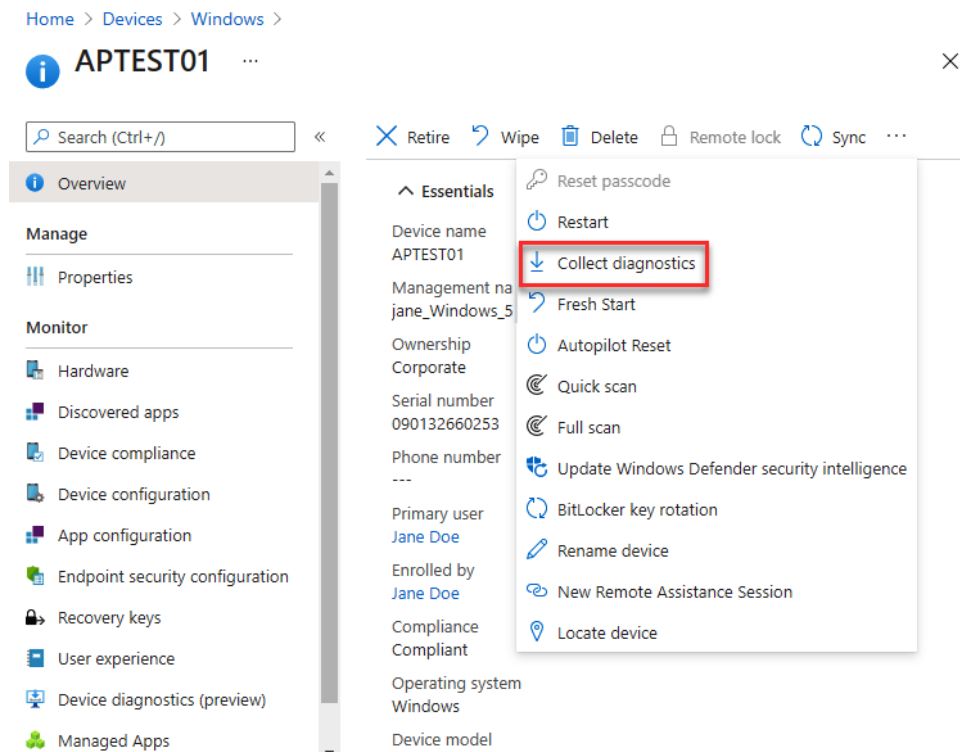 Home > Devices > Windows >
APTEST01 ...
Search (Ctrl+/)
«
Overview
Manage
Properties
Monitor
Hardware
Discovered apps
Device compliance
Device configuration
App configuration
Endpoint security configuration
Recovery keys
User experience
Device diagnostics (preview)
Managed Apps
Retire Wipe Delete Remote lock Sync ...
Essentials
Device name
APTEST01
Management na
jane_Windows_5
Ownership
Corporate
Serial number
090132660253
Phone number
---
Primary user
Jane Doe
Enrolled by
Jane Doe
Compliance
Compliant
Operating system
Windows
Device model
Reset passcode
Restart
Collect diagnostics
Fresh Start
Autopilot Reset
Quick scan
Full scan
Update Windows Defender security intelligence
BitLocker key rotation
Rename device
New Remote Assistance Session
Locate device